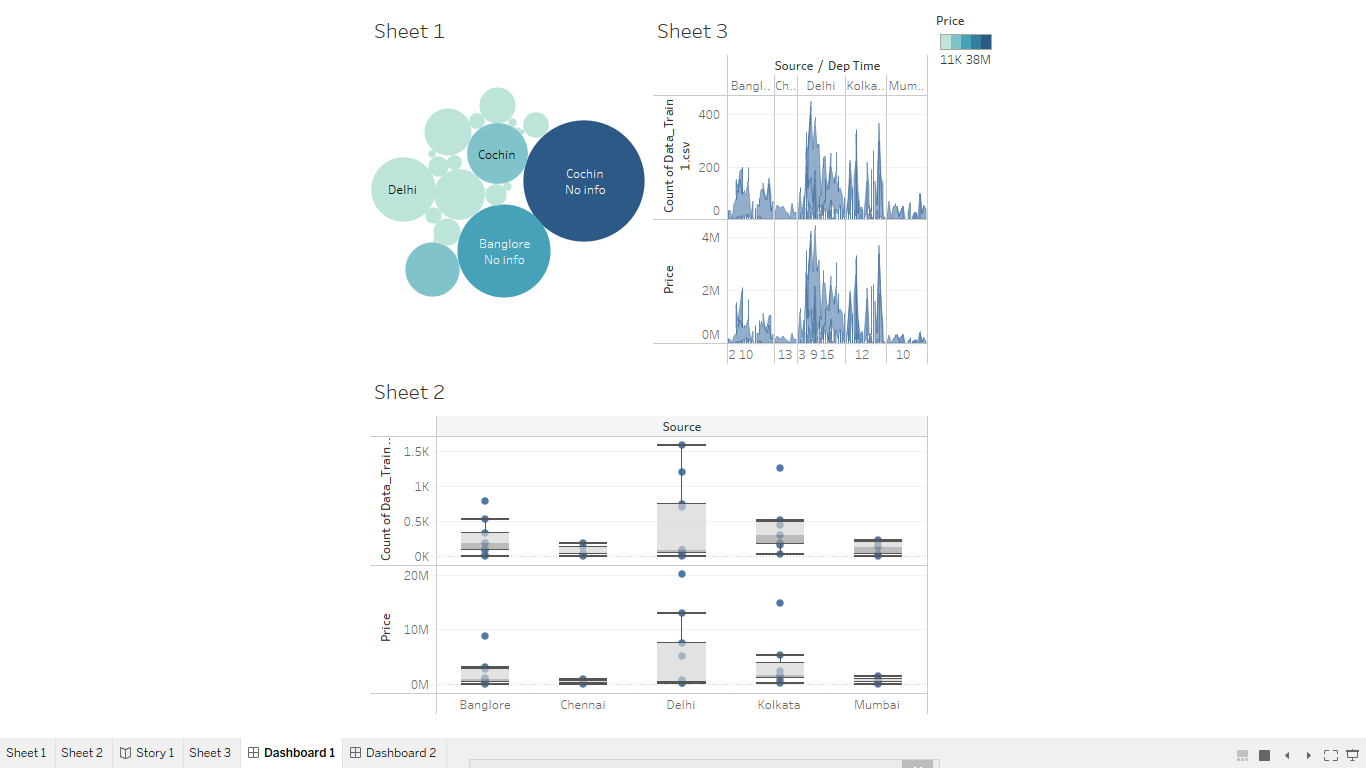 Sheet 1
Cochin
Delhi
Cochin
No info
Banglore
No info
Sheet 3
Source / Dep Time
Bangl.. Ch.. Delhi Kolka.. Mum..
Count of Data_Train
1.csv
400
200
0
Price
4M
2M
0M
2 10 13 3 9 15 12 10
Price
11K 38M
Sheet 2
Source
Count of Data_Train..
1.5K
1K
0.5K
0K
Price
20M
10M
0M
Banglore Chennai Delhi Kolkata Mumbai
Sheet 1 Sheet 2 Story 1 Sheet 3 Dashboard 1 Dashboard 2